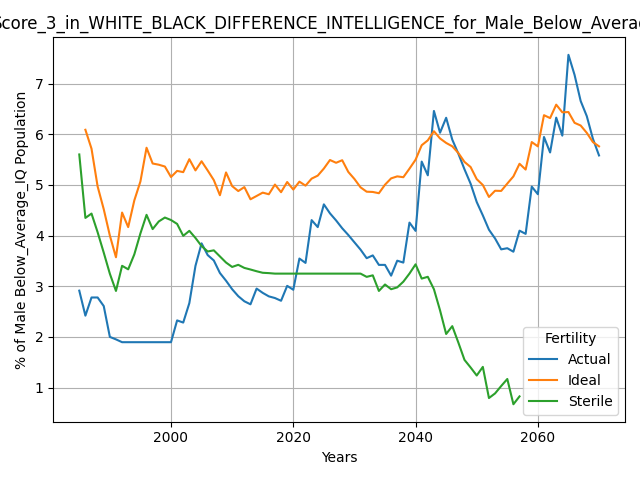 Score_3_in_WHITE_BLACK_DIFFERENCE_INTELLIGENCE_for_Male_Below_Average
% of Male Below_Average_IQ Population
7
6
5
4
3
2
1
Fertility
Actual
Ideal
Sterile
2000 2020 2040 2060
Years